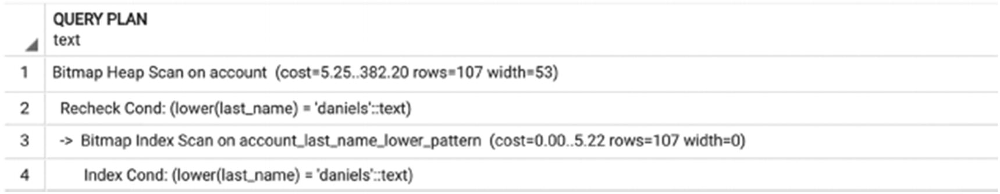 QUERY PLAN
text
1 Bitmap Heap Scan on account (cost=5.25..382.20 rows=107 width=53)
2 Recheck Cond: (lower(last_name) = 'daniels'::text)
3 -> Bitmap Index Scan on account_last_name_lower_pattern (cost=0.00..5.22 rows=107 width=0)
4 Index Cond: (lower(last_name) = 'daniels'::text)